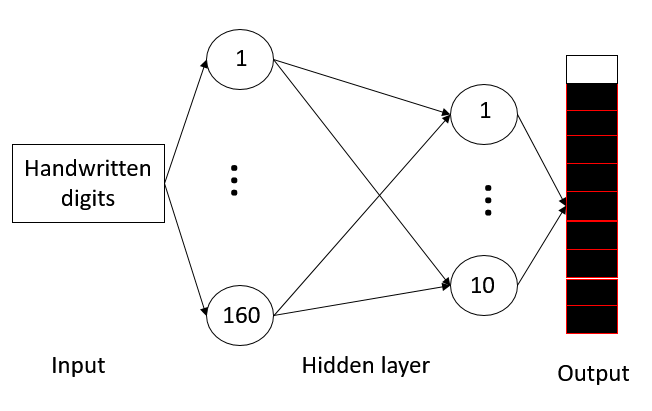 Handwritten
digits
1
160
1
10
Input
Hidden layer
Output